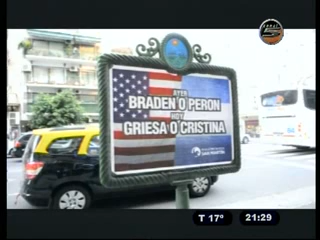 AYER
BRADEN O PERON
HOY
GRIESA O CRISTINA
T 17°
21:29